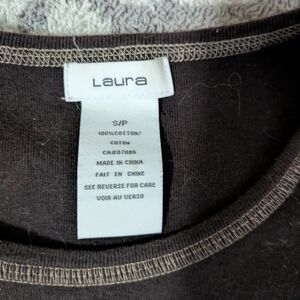 Laura
S/P
100%COTTON/
COTON
CA#07086
MADE IN CHINA
FAIT EN CHINE
SEE REVERSE FOR CARE
VOIR AU VERSO